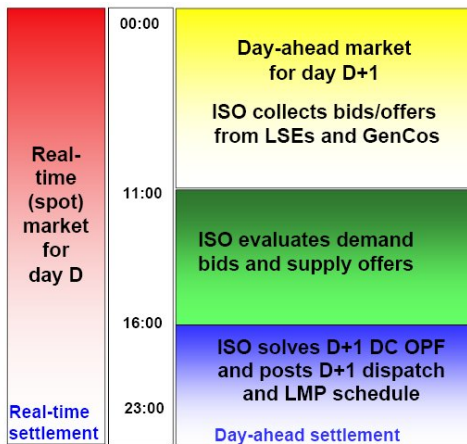 Real-
time
(spot)
market
for
day D
Real-time
settlement
00:00
11:00
16:00
23:00
Day-ahead market
for day D+1
ISO collects bids/offers
from LSEs and GenCos
ISO evaluates demand
bids and supply offers
ISO solves D+1 DC OPF
and posts D+1 dispatch
and LMP schedule
Day-ahead settlement